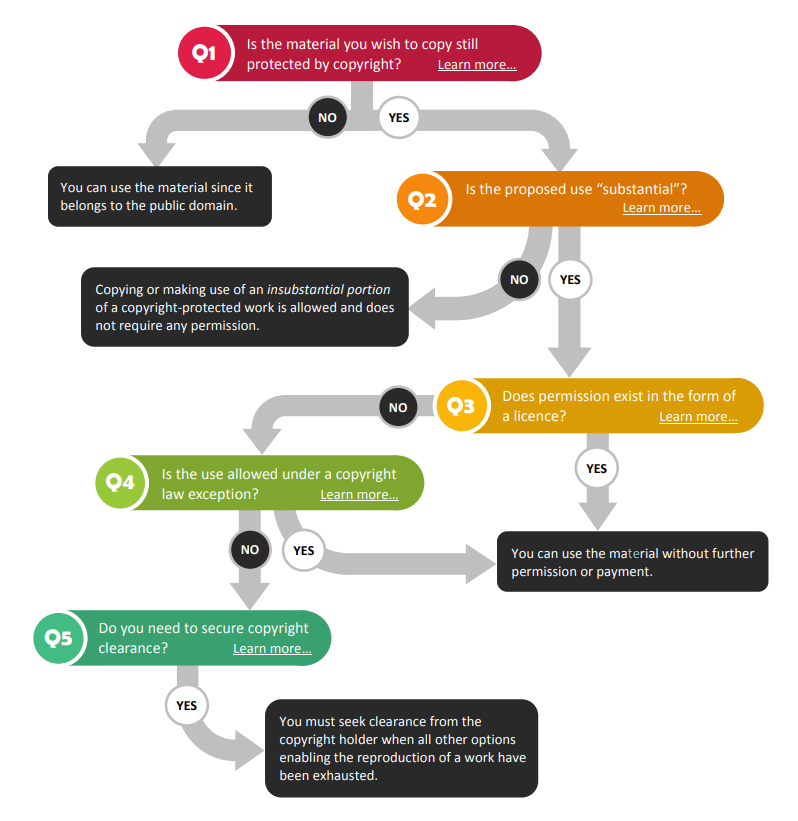 Q1
Is the material you wish to copy still
protected by copyright? Learn more...
NO
YES
You can use the material since it
belongs to the public domain.
Q2
Is the proposed use “substantial”?
Learn more...
NO
YES
Copying or making use of an insubstantial portion
of a copyright-protected work is allowed and does
not require any permission.
Q3
Does permission exist in the form of
a licence? Learn more...
NO
YES
Q4
Is the use allowed under a copyright
law exception? Learn more...
NO
YES
You can use the material without further
permission or payment.
Q5
Do you need to secure copyright
clearance? Learn more...
YES
You must seek clearance from the
copyright holder when all other options
enabling the reproduction of a work have
been exhausted.